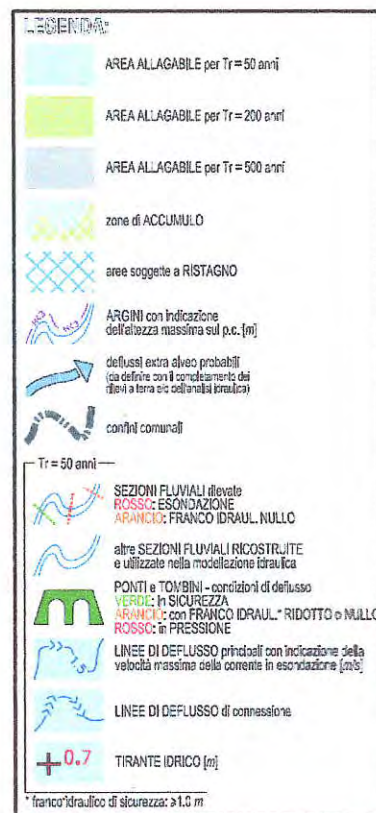 LEGENDA:
AREA ALLAGABILE per Tr = 50 anni
AREA ALLAGABILE per Tr = 200 anni
AREA ALLAGABILE per Tr = 500 anni
zone di ACCUMULO
aree soggette a RISTAGNO
ARGINI con indicazione
dell'altezza massima sul p.c. [m]
deflussi extra alveo probabili
(da definire con il completamento dei
rilievi a terra e/o dell'analisi idraulica)
confini comunali
Tr = 50 anni
SEZIONI FLUVIALI rilevate
ROSSO: ESONDAZIONE
ARANCIO: FRANCO IDRAUL. NULLO
altre SEZIONI FLUVIALI RICOSTRUITE
e utilizzate nella modellazione idraulica
PONTI e TOMBINI - condizioni di deflusso
VERDE: in SICUREZZA
ARANCIO: con FRANCO IDRAUL.* RIDOTTO o NULLO
ROSSO: in PRESSIONE
LINEE DI DEFLUSSO principali con indicazione della
velocità massima della corrente in esondazione [m/s]
1.5
LINEE DI DEFLUSSO di connessione
+0.7 TIRANTE IDRICO [m]
* franco idraulico di sicurezza: ≥1.0 m